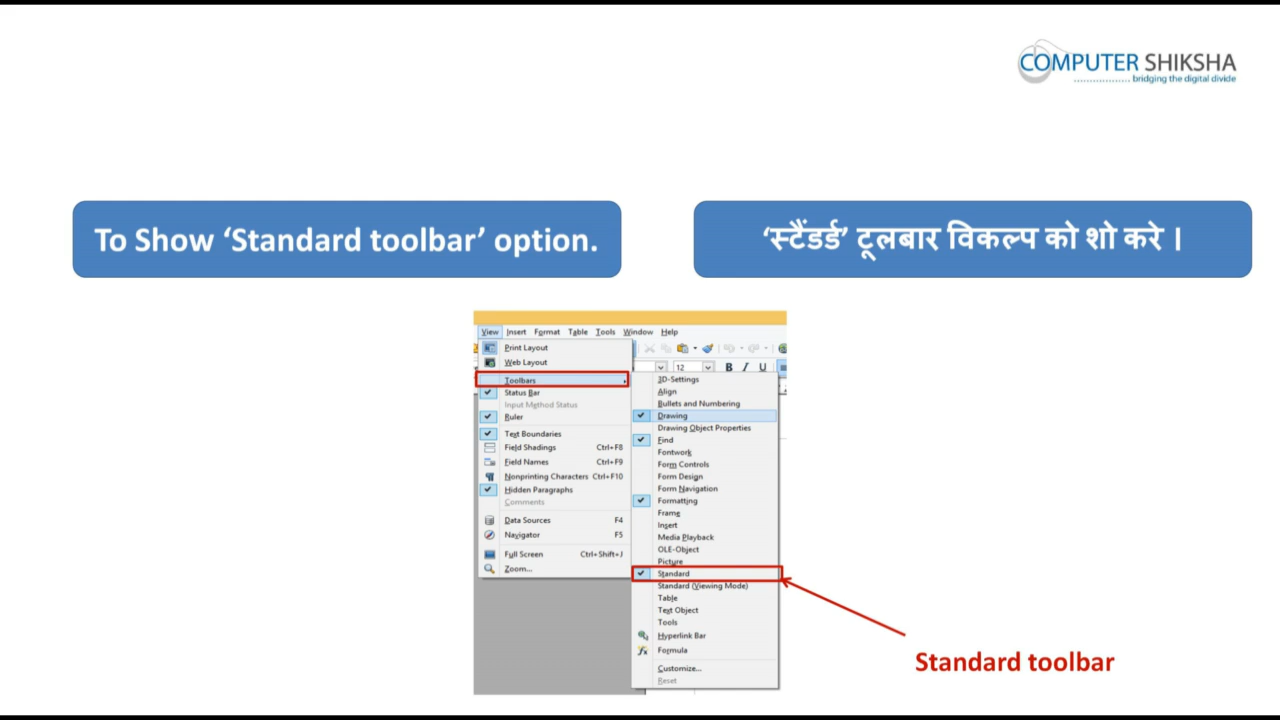 COMPUTER SHIKSHA
.................. bridging the digital divide
To Show ‘Standard toolbar’ option.
‘स्टैंडर्ड’ टूलबार विकल्प को शो करे |
View Insert Format Table Tools Window Help
Print Layout
Web Layout
12 B I U
Toolbars
Status Bar
Input Method Status
Ruler
Text Boundaries
Field Shadings Ctrl+F8
Field Names Ctrl+F9
Nonprinting Characters Ctrl+F10
Hidden Paragraphs
Comments
Data Sources F4
Navigator F5
Full Screen Ctrl+Shift+J
Zoom...
3D-Settings
Align
Bullets and Numbering
Drawing
Drawing Object Properties
Find
Fontwork
Form Controls
Form Design
Form Navigation
Formatting
Frame
Insert
Media Playback
OLE-Object
Picture
Standard
Standard (Viewing Mode)
Table
Text Object
Tools
Hyperlink Bar
Formula
Customize...
Reset
Standard toolbar